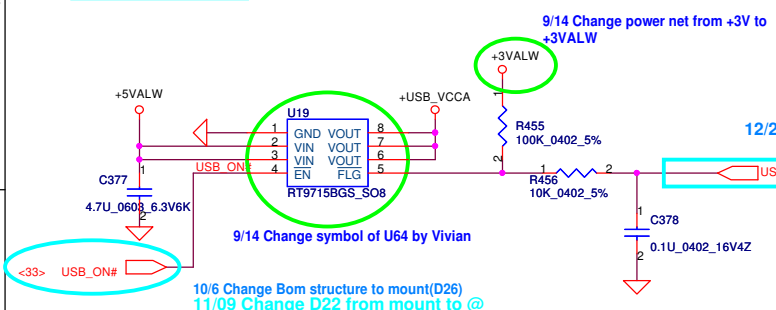 9/14 Change power net from +3V to
+3VALW
+3VALW
+5VALW
+USB_VCCA
U19
1 GND VOUT 8
2 VIN VOUT 7
3 VIN VOUT 6
4 EN FLG 5
RT9715BGS_SO8
USB_ON#
1
R455
100K_0402_5%
2
12/2
1
R456
10K_0402_5%
2
US
C377
1
4.7U_0603_6.3V6K
2
1
C378
0.1U_0402_16V4Z
2
9/14 Change symbol of U64 by Vivian
<33> USB_ON#
10/6 Change Bom structure to mount(D26)
11/09 Change D22 from mount to @